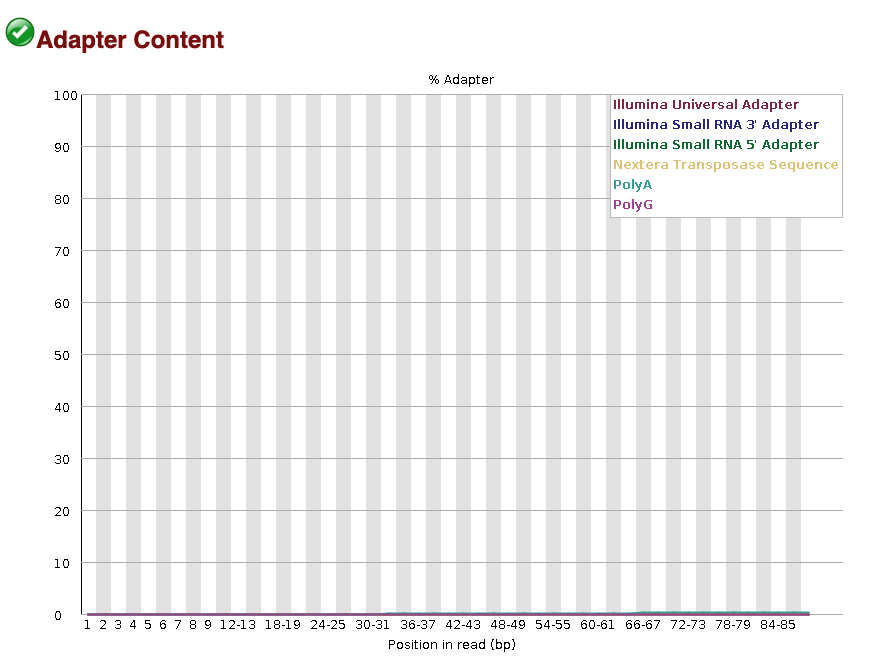 Adapter Content
% Adapter
100
90
80
70
60
50
40
30
20
10
0
Illumina Universal Adapter
Illumina Small RNA 3' Adapter
Illumina Small RNA 5' Adapter
Nextera Transposase Sequence
PolyA
PolyG
1 2 3 4 5 6 7 8 9 12-13 18-19 24-25 30-31 36-37 42-43 48-49 54-55 60-61 66-67 72-73 78-79 84-85
Position in read (bp)